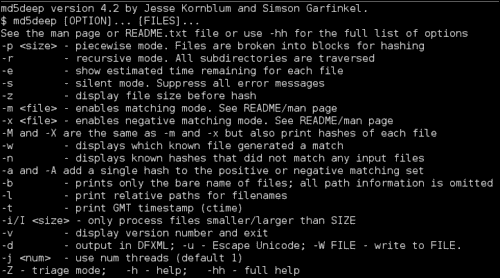 md5deep version 4.2 by Jesse Kornblum and Simson Garfinkel.
$ md5deep [OPTION]... [FILES]...
See the man page or README.txt file or use -hh for the full list of options
-p <size> - piecewise mode. Files are broken into blocks for hashing
-r - recursive mode. All subdirectories are traversed
-e - show estimated time remaining for each file
-s - silent mode. Suppress all error messages
-z - display file size before hash
-m <file> - enables matching mode. See README/man page
-x <file> - enables negative matching mode. See README/man page
-M and -X are the same as -m and -x but also print hashes of each file
-w - displays which known file generated a match
-n - displays known hashes that did not match any input files
-a and -A add a single hash to the positive or negative matching set
-b - prints only the bare name of files; all path information is omitted
-l - print relative paths for filenames
-t - print GMT timestamp (ctime)
-i/I <size> - only process files smaller/larger than SIZE
-v - display version number and exit
-d - output in DFXML; -u - Escape Unicode; -W FILE - write to FILE.
-j <num> - use num threads (default 1)
-Z - triage mode; -h - help; -hh - full help